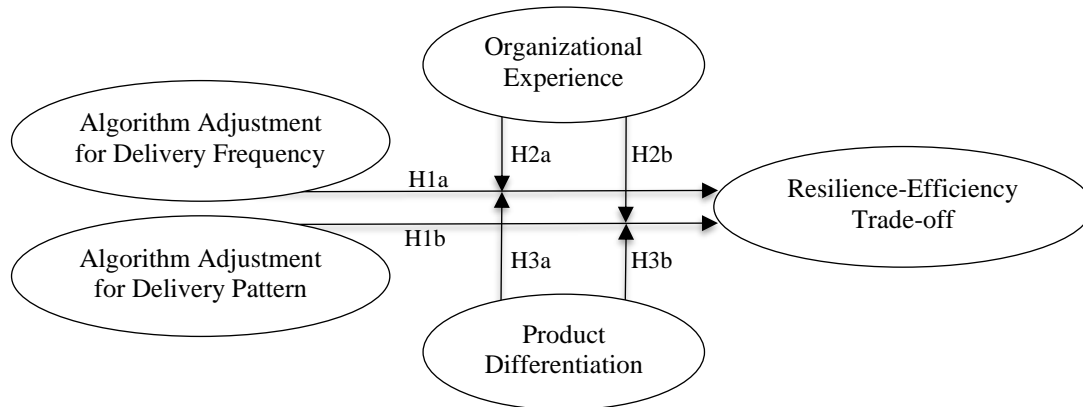 Organizational
Experience
Algorithm Adjustment
for Delivery Frequency
H2a
H2b
H1a
Resilience-Efficiency
Trade-off
H1b
Algorithm Adjustment
for Delivery Pattern
H3a
H3b
Product
Differentiation